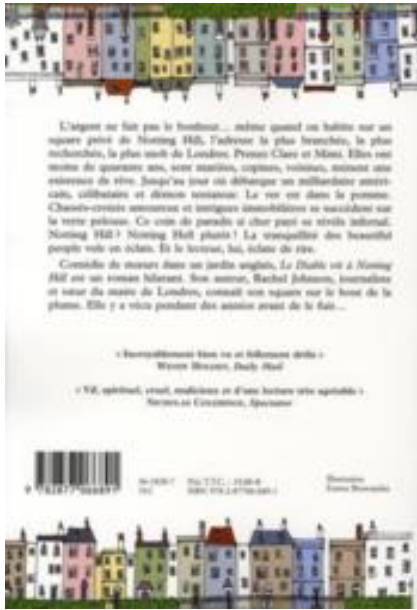 L'argent ne fait pas le bonheur... même quand on habite sur un
square privé de Notting Hill, l'adresse la plus branchée, la plus
recherchée, la plus snob de Londres. Prenez Clare et Mimi. Elles ont
moins de quarante ans, sont mariées, copines, voisines, mènent une
existence de rêve. Jusqu'au jour où débarque un milliardaire améri-
cain, célibataire et démon tentateur. Le ver est dans la pomme.
Chassés-croisés amoureux et intrigues immobilières se succèdent sur
la verte pelouse. Ce coin de paradis si cher payé se révèle infernal.
Notting Hill ? Notting Hell plutôt ! La tranquillité des beautiful
people vole en éclats. Et le lecteur, lui, éclate de rire.
Comédie de mœurs dans un jardin anglais, Le Diable vit à Notting
Hill est un roman hilarant. Son auteur, Rachel Johnson, journaliste
et sœur du maire de Londres, connaît son square sur le bout de la
plume. Elle y a vécu pendant des années avant de le fuir...
« Incroyablement bien vu et follement drôle »
Daily Mail
« Vif, spirituel, cruel, malicieux et d'une lecture très agréable »
Spectator
Prix T.T.C. :
ISBN
Illustration